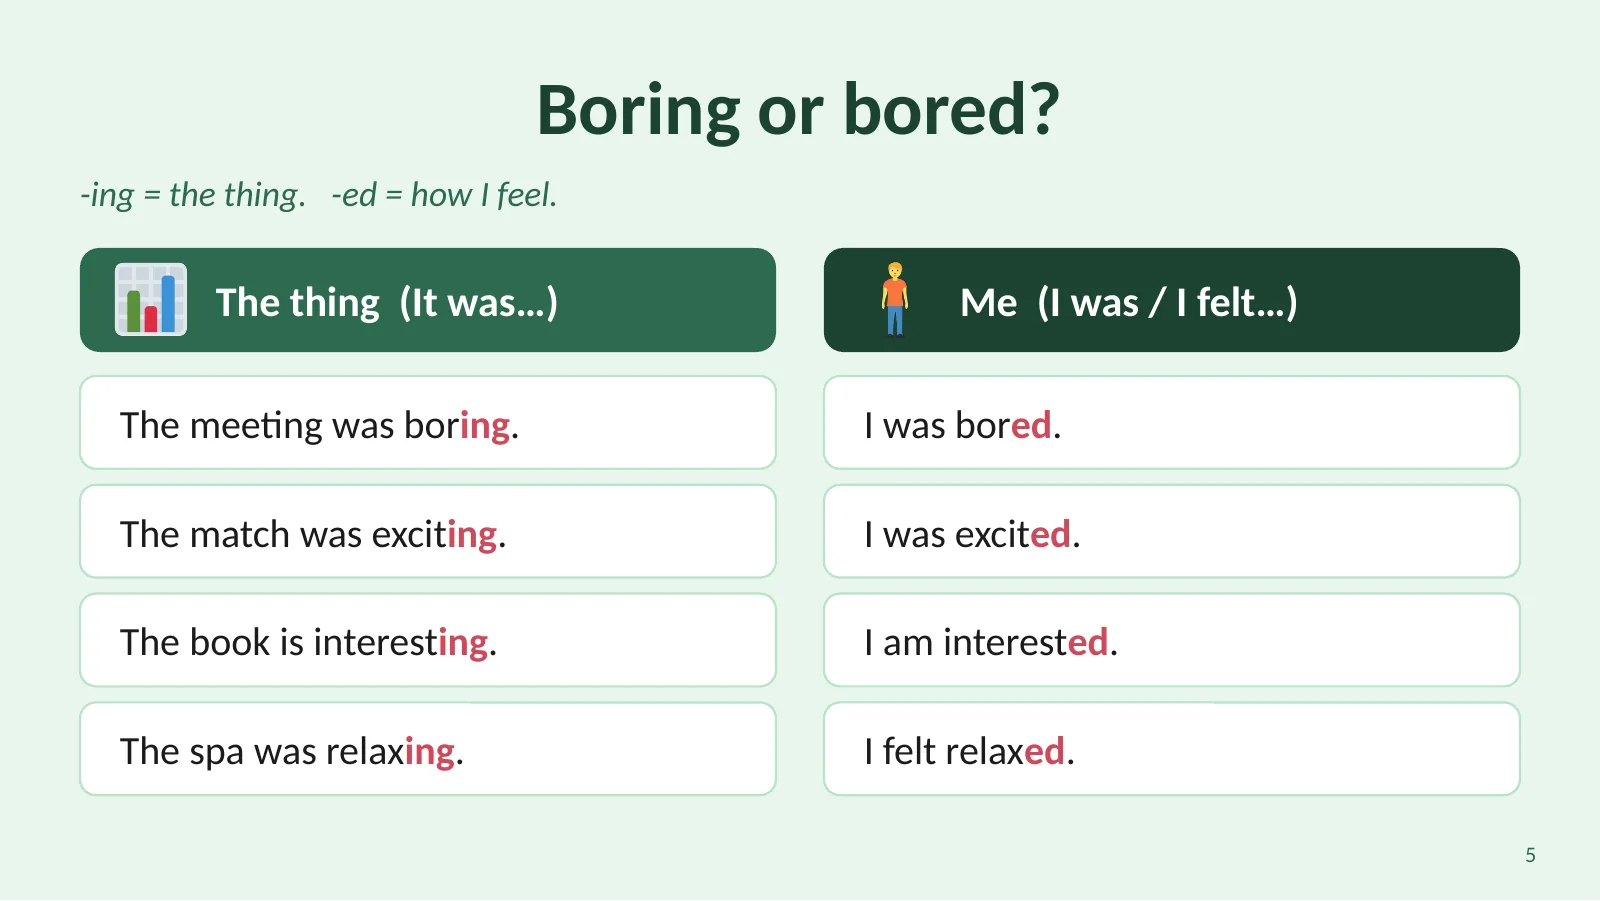 Boring or bored?
-ing = the thing.   -ed = how I feel.
The thing  (It was...)
Me  (I was / I felt...)
The meeting was boring.
I was bored.
The match was exciting.
I was excited.
The book is interesting.
I am interested.
The spa was relaxing.
I felt relaxed.
5